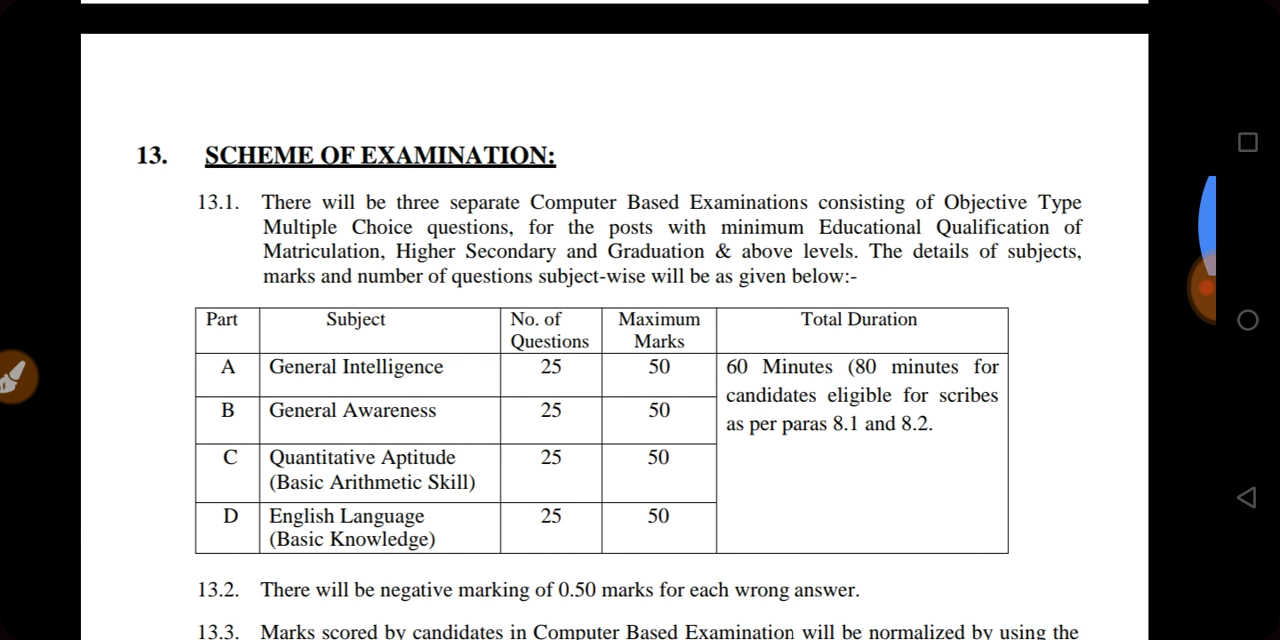 13. SCHEME OF EXAMINATION:
13.1. There will be three separate Computer Based Examinations consisting of Objective Type
Multiple Choice questions, for the posts with minimum Educational Qualification of
Matriculation, Higher Secondary and Graduation & above levels. The details of subjects,
marks and number of questions subject-wise will be as given below:-
Part Subject No. of Questions Maximum Marks Total Duration
A General Intelligence 25 50 60 Minutes (80 minutes for
candidates eligible for scribes
as per paras 8.1 and 8.2.
B General Awareness 25 50
C Quantitative Aptitude 25 50
(Basic Arithmetic Skill)
D English Language 25 50
(Basic Knowledge)
13.2. There will be negative marking of 0.50 marks for each wrong answer.
13.3. Marks scored by candidates in Computer Based Examination will be normalized by using the